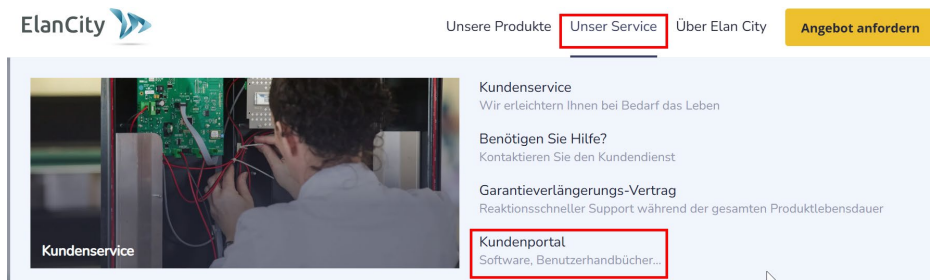 ElanCity
Unsere Produkte Unser Service Über Elan City Angebot anfordern
Kundenservice
Kundenservice
Wir erleichtern Ihnen bei Bedarf das Leben
Benötigen Sie Hilfe?
Kontaktieren Sie den Kundendienst
Garantieverlängerungs-Vertrag
Reaktionsschneller Support während der gesamten Produktlebensdauer
Kundenportal
Software, Benutzerhandbücher...